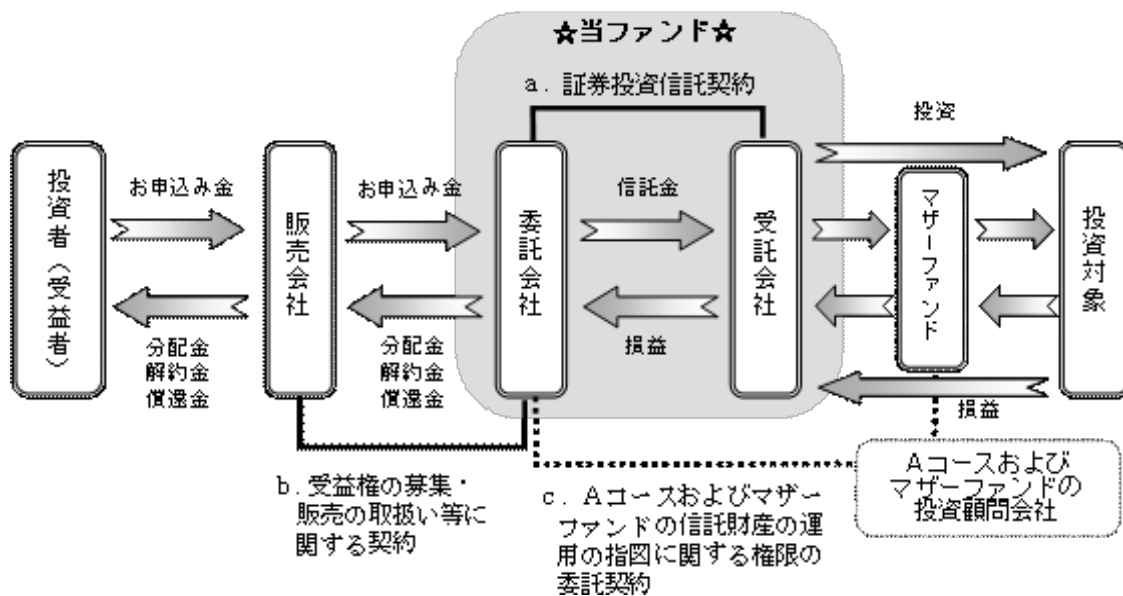 ☆当ファンド☆
a．証券投資信託契約
投資
投資者（受益者）
お申込み金
分配金
解約金
償還金
販売会社
お申込み金
分配金
解約金
償還金
委託会社
信託金
損益
受託会社
マザーファンド
投資対象
損益
b．受益権の募集・
販売の取扱い等に
関する契約
c．Aコースおよびマザー
ファンドの信託財産の運
用の指図に関する権限の
委託契約
Aコースおよび
マザーファンドの
投資顧問会社